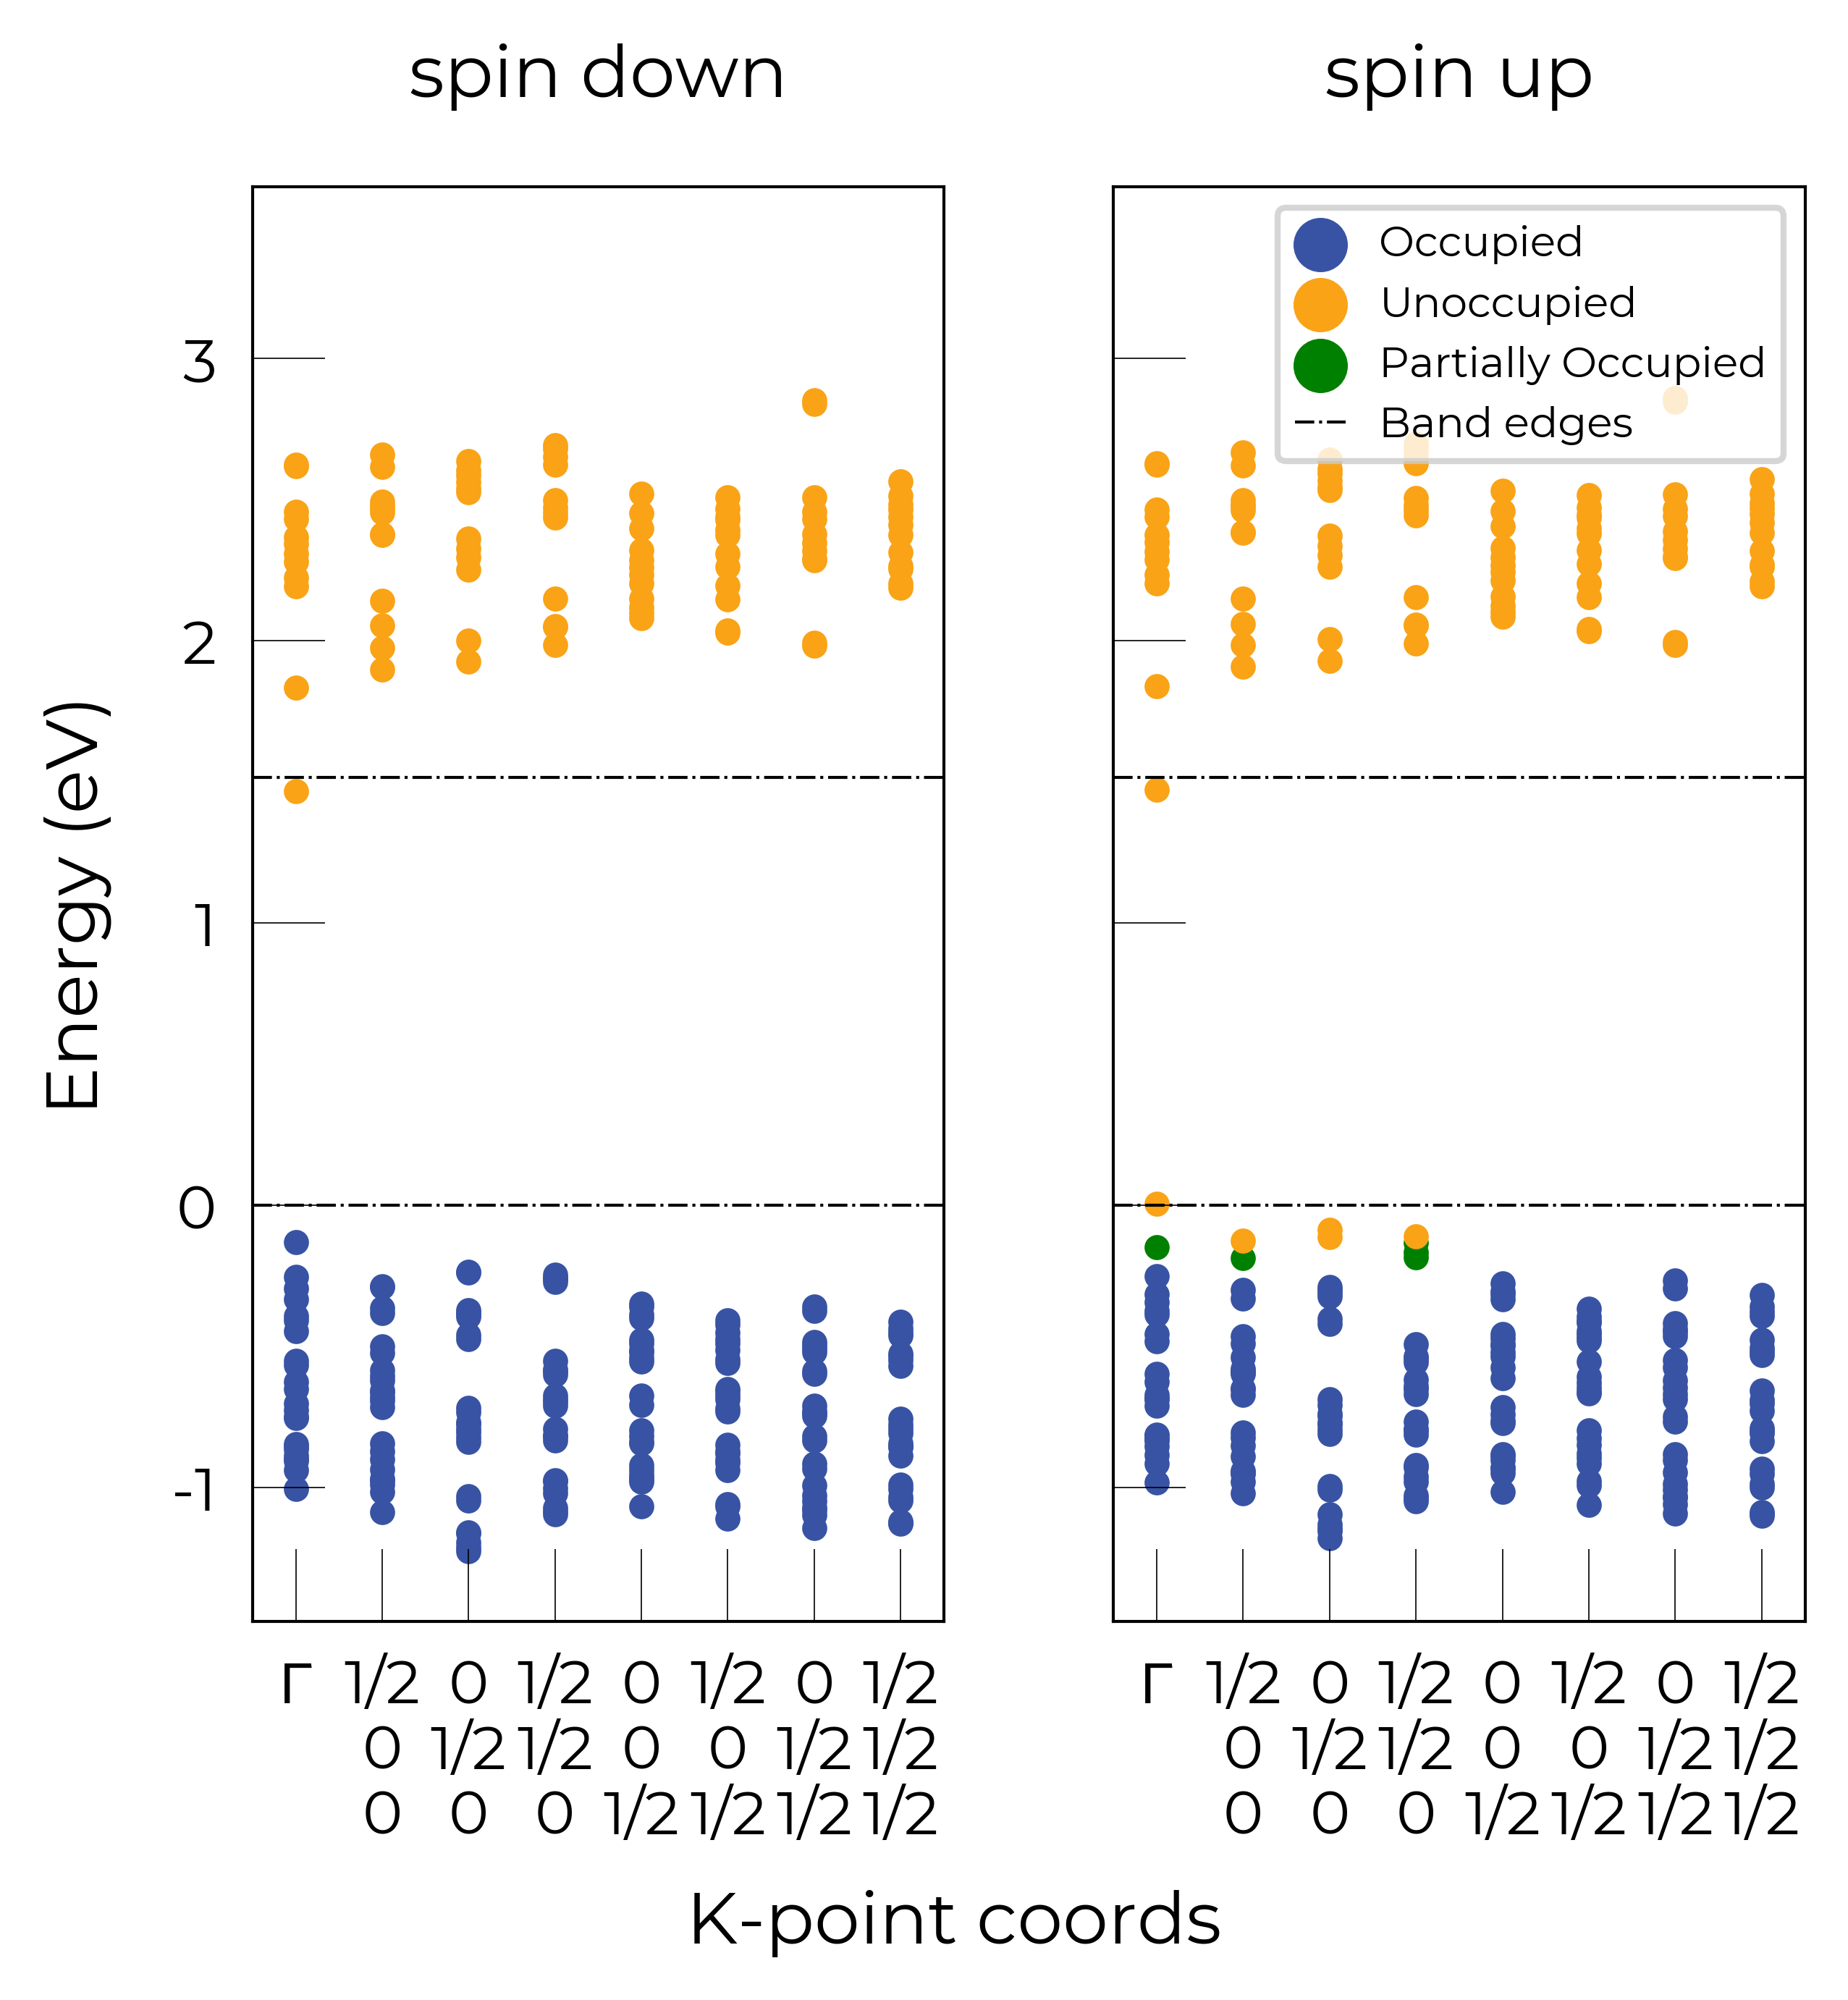 spin down
spin up
Occupied
Unoccupied
Partially Occupied
Band edges
Energy (eV)
3
2
1
0
-1
Γ 1/2 0 1/2 0 1/2 0 1/2
0 1/2 1/2 0 0 1/2 1/2
0 0 0 1/2 1/2 1/2 1/2
Γ 1/2 0 1/2 0 1/2 0 1/2
0 1/2 1/2 0 0 1/2 1/2
0 0 0 1/2 1/2 1/2 1/2
K-point coords